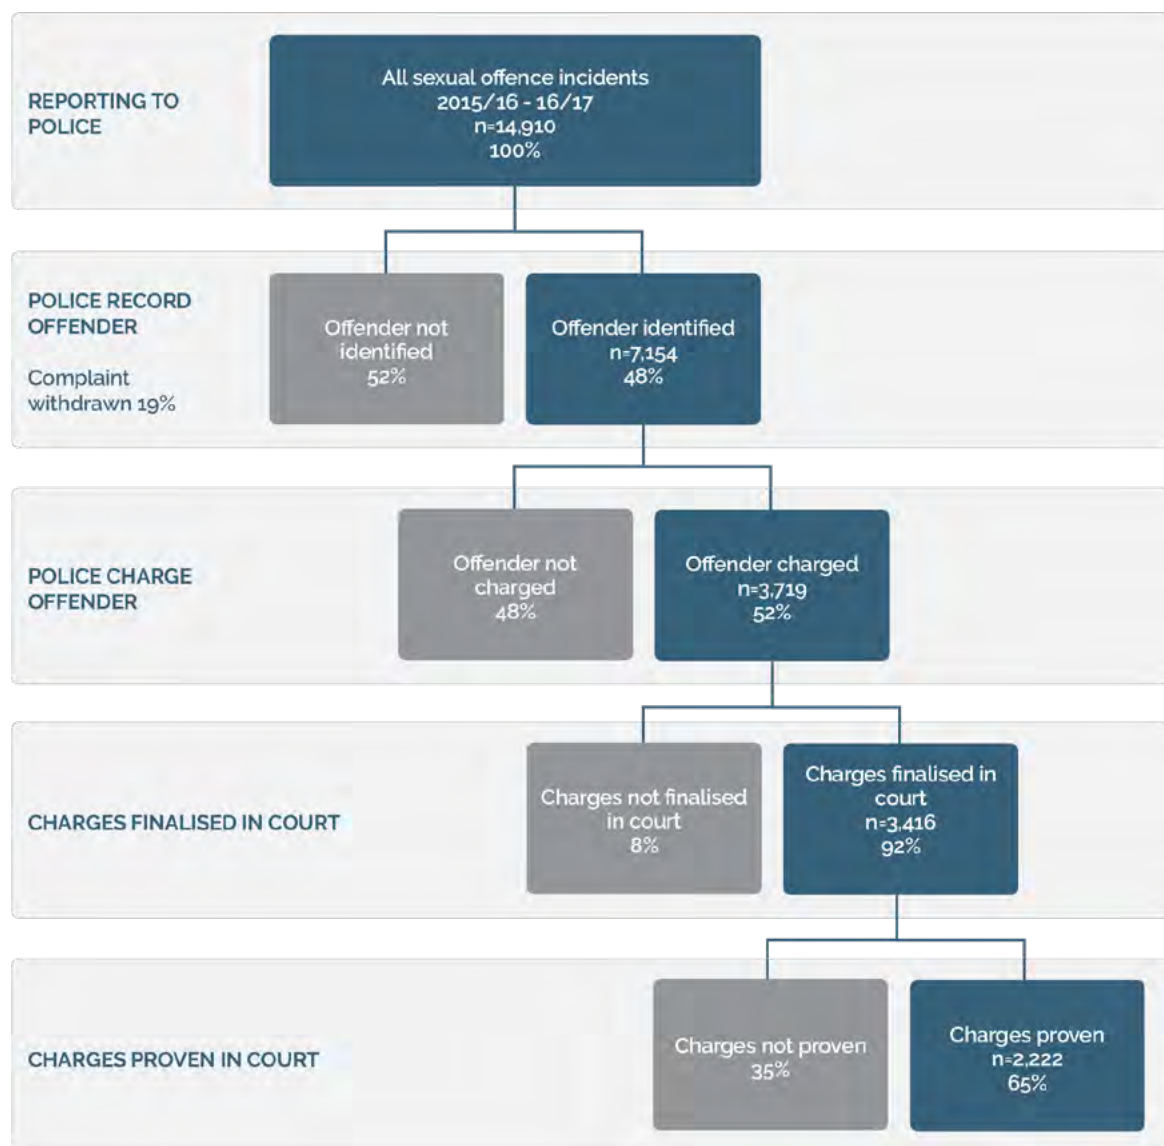 REPORTING TO
POLICE
All sexual offence incidents
2015/16 - 16/17
n=14,910
100%
POLICE RECORD
OFFENDER
Complaint
withdrawn 19%
Offender not
identified
52%
Offender identified
n=7,154
48%
POLICE CHARGE
OFFENDER
Offender not
charged
48%
Offender charged
n=3,719
52%
CHARGES FINALISED IN COURT
Charges not finalised
in court
8%
Charges finalised in
court
n=3,416
92%
CHARGES PROVEN IN COURT
Charges not proven
35%
Charges proven
n=2,222
65%